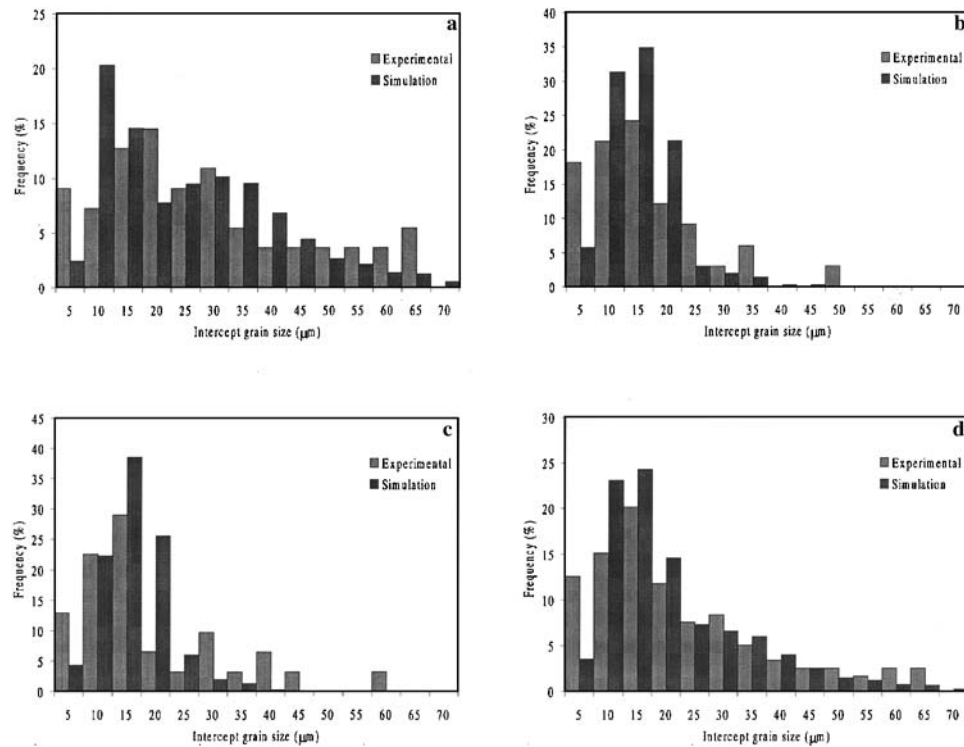 a
25
20
15
10
5
0
Frequency (%)
Experimental
Simulation
5 10 15 20 25 30 35 40 45 50 55 60 65 70
Intercept grain size (μm)
b
40
35
30
25
20
15
10
5
0
Frequency (%)
Experimental
Simulation
5 10 15 20 25 30 35 40 45 50 55 60 65 70
Intercept grain size (μm)
c
45
40
35
30
25
20
15
10
5
0
Frequency (%)
Experimental
Simulation
5 10 15 20 25 30 35 40 45 50 55 60 65 70
Intercept grain size (μm)
d
30
25
20
15
10
5
0
Frequency (%)
Experimental
Simulation
5 10 15 20 25 30 35 40 45 50 55 60 65 70
Intercept grain size (μm)